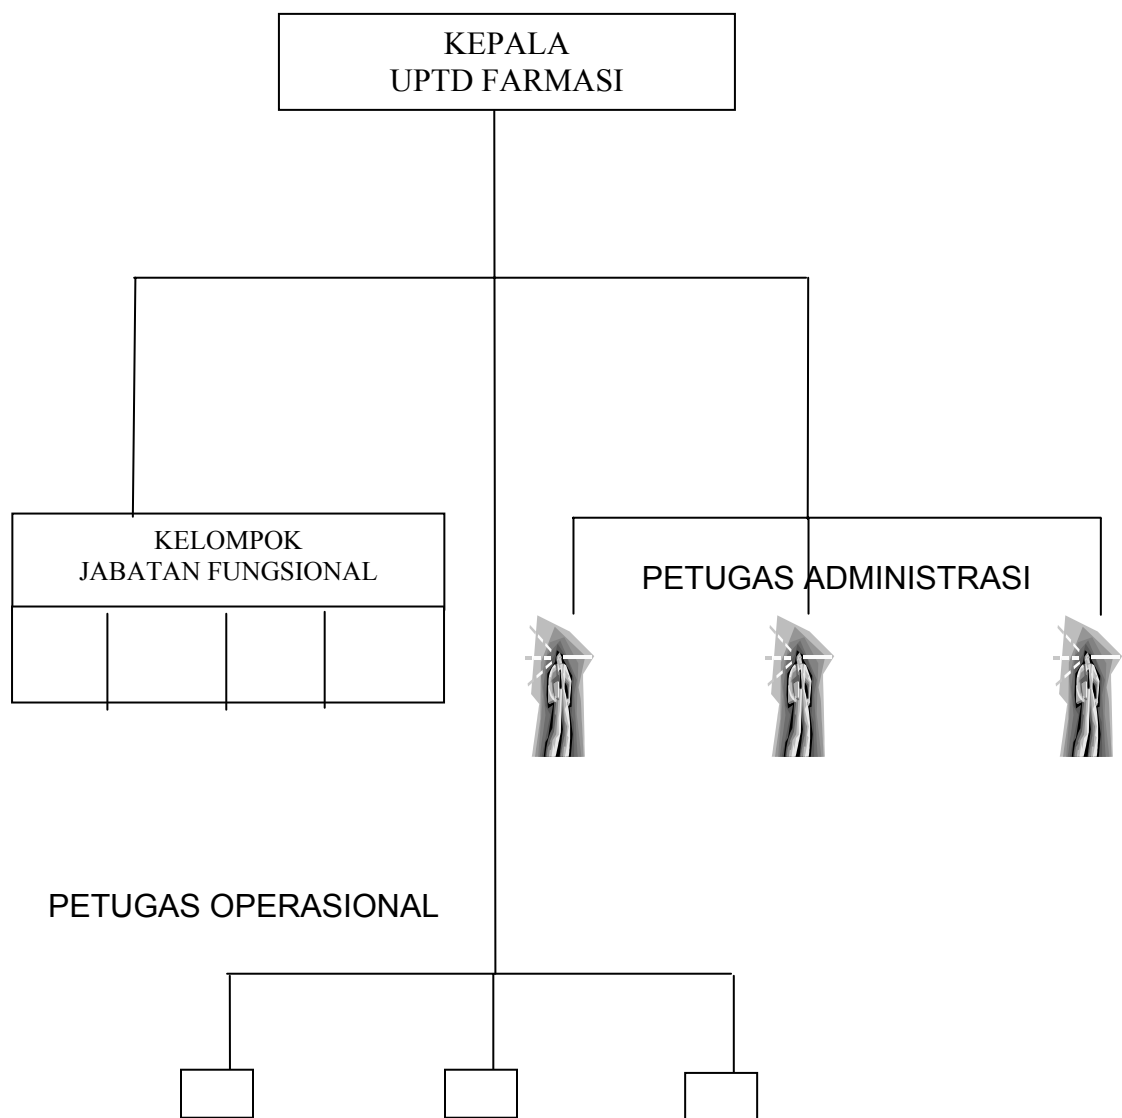 KEPALA
UPTD FARMASI
KELOMPOK
JABATAN FUNGSIONAL
PETUGAS ADMINISTRASI
PETUGAS OPERASIONAL